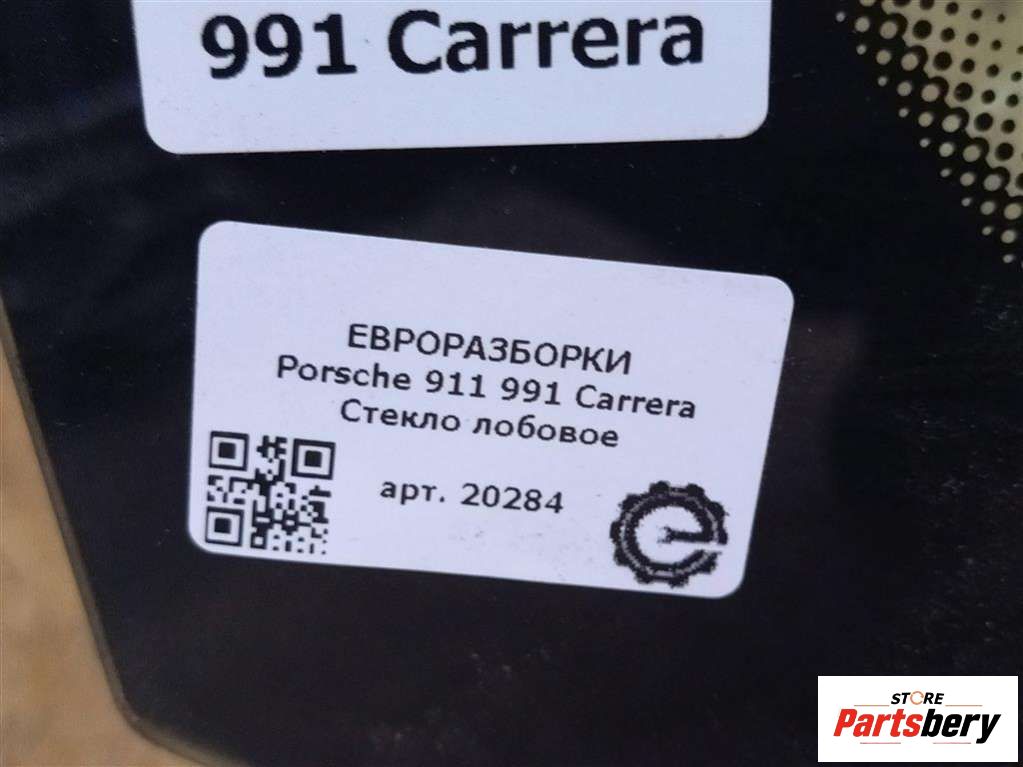 991 Carrera
ЕВРОРАЗБОРКИ
Porsche 911 991 Carrera
Стекло лобовое
арт. 20284
STORE
Partsbery